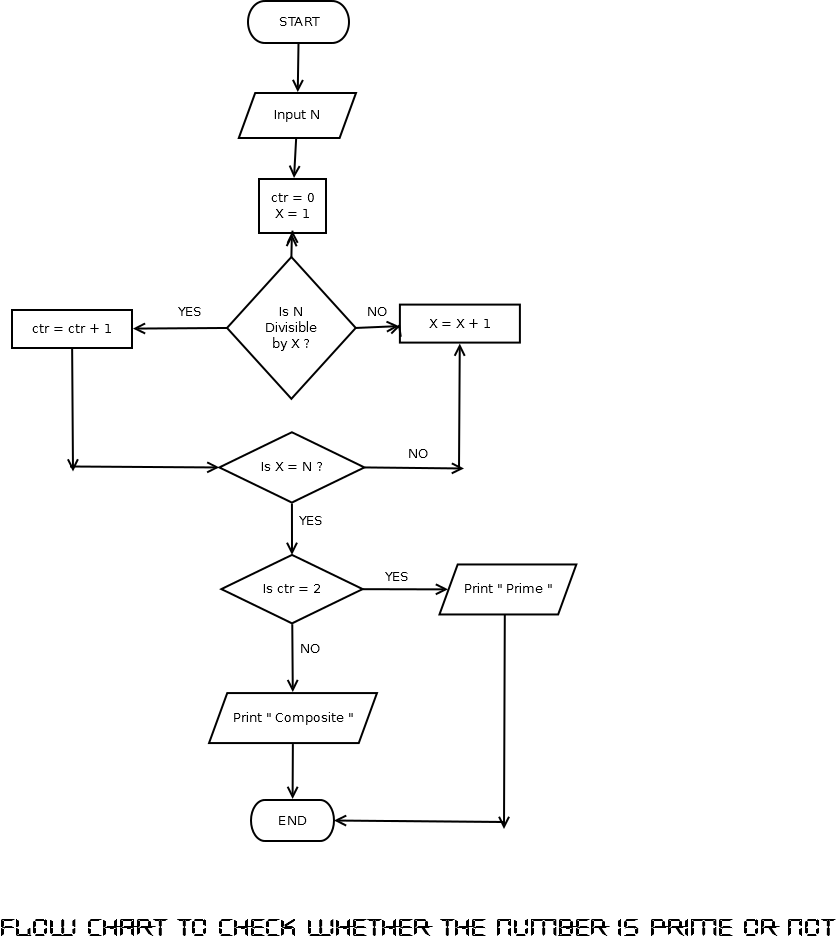 START
Input N
ctr = 0
X = 1
Is N
Divisible
by X ?
YES
NO
ctr = ctr + 1
X = X + 1
Is X = N ?
NO
YES
Is ctr = 2
YES
Print " Prime "
NO
Print " Composite "
END
FLOW CHART TO CHECK WHETHER THE NUMBER IS PRIME OR NOT